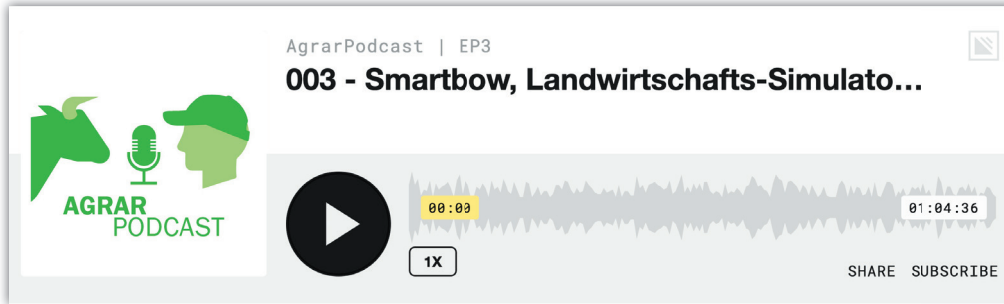 AgrarPodcast | EP3
003 - Smartbow, Landwirtschafts-Simulato...
AGRAR
PODCAST
00:00
01:04:36
1X
SHARE SUBSCRIBE